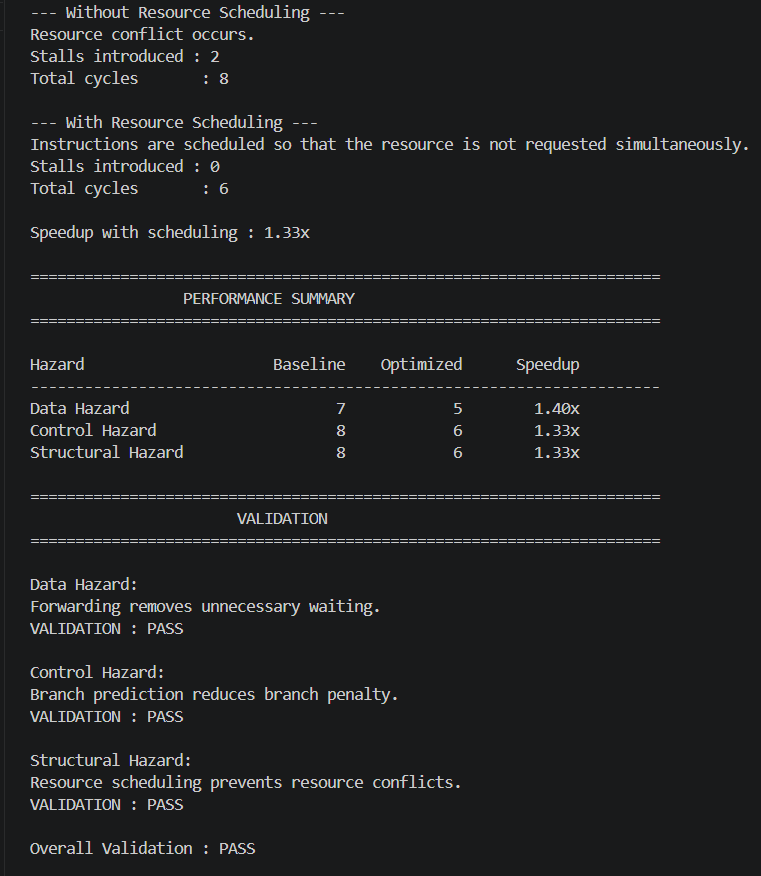 --- Without Resource Scheduling ---
Resource conflict occurs.
Stalls introduced : 2
Total cycles       : 8
--- With Resource Scheduling ---
Instructions are scheduled so that the resource is not requested simultaneously.
Stalls introduced : 0
Total cycles       : 6
Speedup with scheduling : 1.33x
======================================================================
                 PERFORMANCE SUMMARY
======================================================================
Hazard                     Baseline    Optimized      Speedup
----------------------------------------------------------------------
Data Hazard                       7            5        1.40x
Control Hazard                    8            6        1.33x
Structural Hazard                 8            6        1.33x
======================================================================
                       VALIDATION
======================================================================
Data Hazard:
Forwarding removes unnecessary waiting.
VALIDATION : PASS
Control Hazard:
Branch prediction reduces branch penalty.
VALIDATION : PASS
Structural Hazard:
Resource scheduling prevents resource conflicts.
VALIDATION : PASS
Overall Validation : PASS